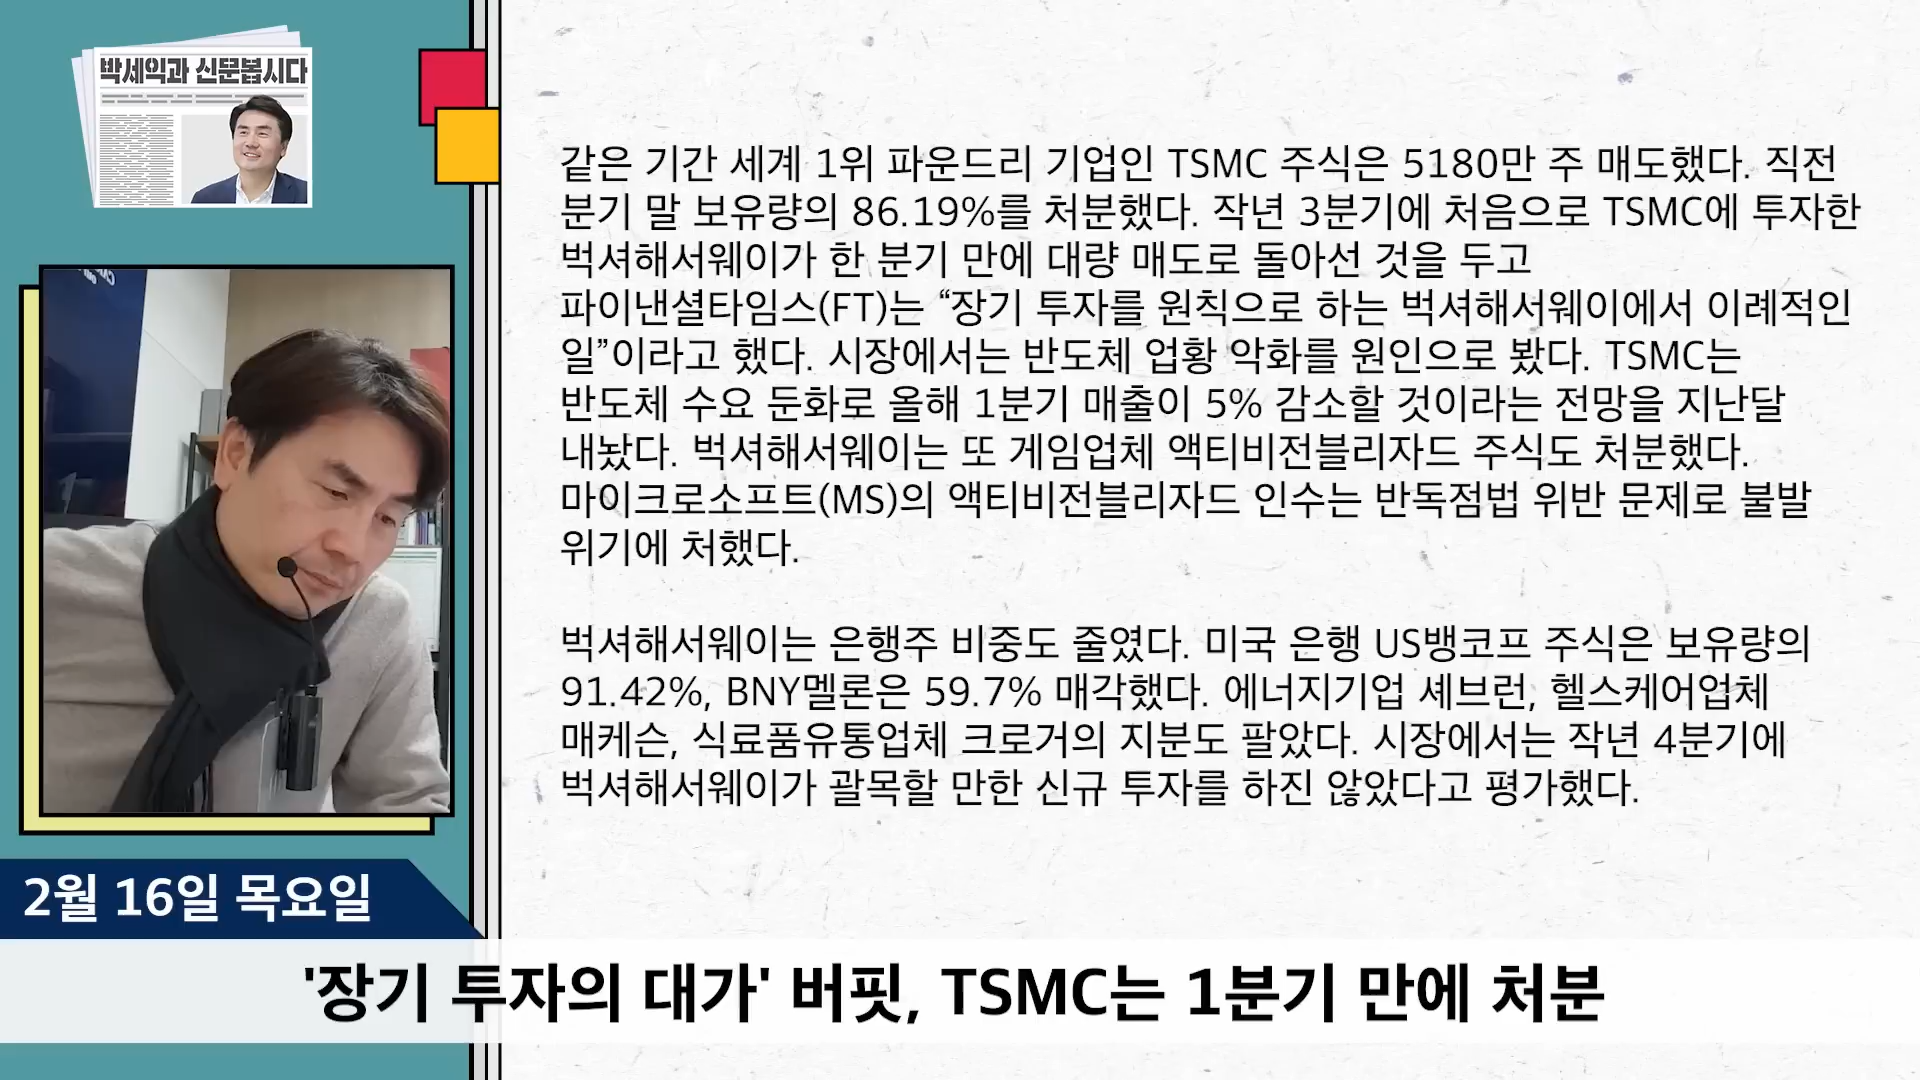 박세익과 신문봅시다
같은 기간 세계 1위 파운드리 기업인 TSMC 주식은 5180만 주 매도했다. 직전
분기 말 보유량의 86.19%를 처분했다. 작년 3분기에 처음으로 TSMC에 투자한
벅셔해서웨이가 한 분기 만에 대량 매도로 돌아선 것을 두고
파이낸셜타임스(FT)는 “장기 투자를 원칙으로 하는 벅셔해서웨이에서 이례적인
일”이라고 했다. 시장에서는 반도체 업황 악화를 원인으로 봤다. TSMC는
반도체 수요 둔화로 올해 1분기 매출이 5% 감소할 것이라는 전망을 지난달
내놨다. 벅셔해서웨이는 또 게임업체 액티비전블리자드 주식도 처분했다.
마이크로소프트(MS)의 액티비전블리자드 인수는 반독점법 위반 문제로 불발
위기에 처했다.
벅셔해서웨이는 은행주 비중도 줄였다. 미국 은행 US뱅코프 주식은 보유량의
91.42%, BNY멜론은 59.7% 매각했다. 에너지기업 셰브런, 헬스케어업체
매케슨, 식료품유통업체 크로거의 지분도 팔았다. 시장에서는 작년 4분기에
벅셔해서웨이가 괄목할 만한 신규 투자를 하진 않았다고 평가했다.
2월 16일 목요일
'장기 투자의 대가' 버핏, TSMC는 1분기 만에 처분